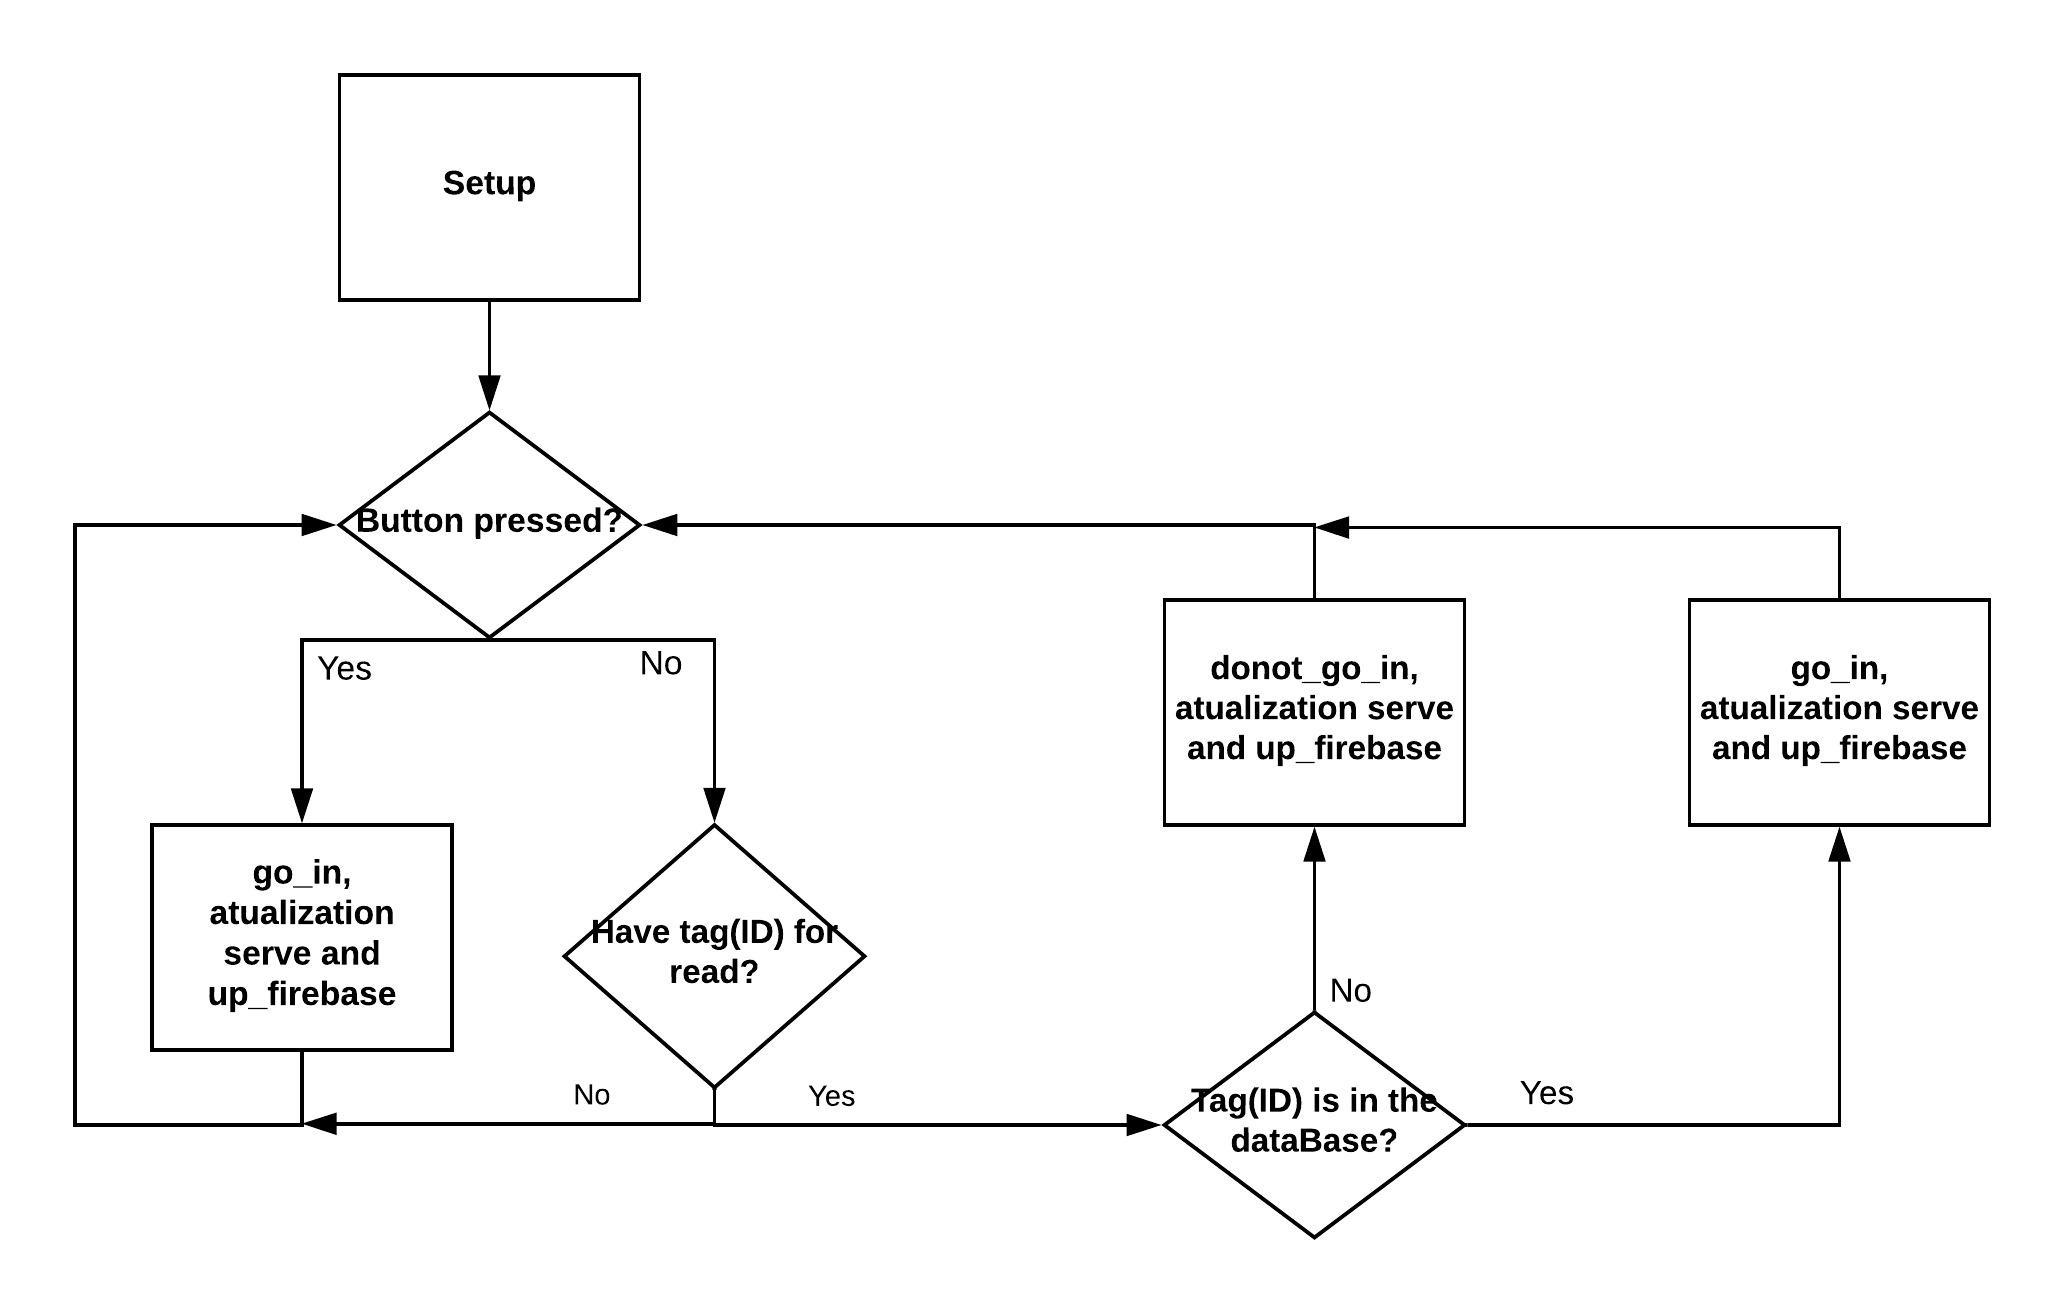 Setup
Button pressed?
Yes
No
donot_go_in,
atualization serve
and up_firebase
go_in,
atualization serve
and up_firebase
go_in,
atualization
serve and
up_firebase
Have tag(ID) for
read?
No
Yes
No
Tag(ID) is in the
dataBase?
Yes